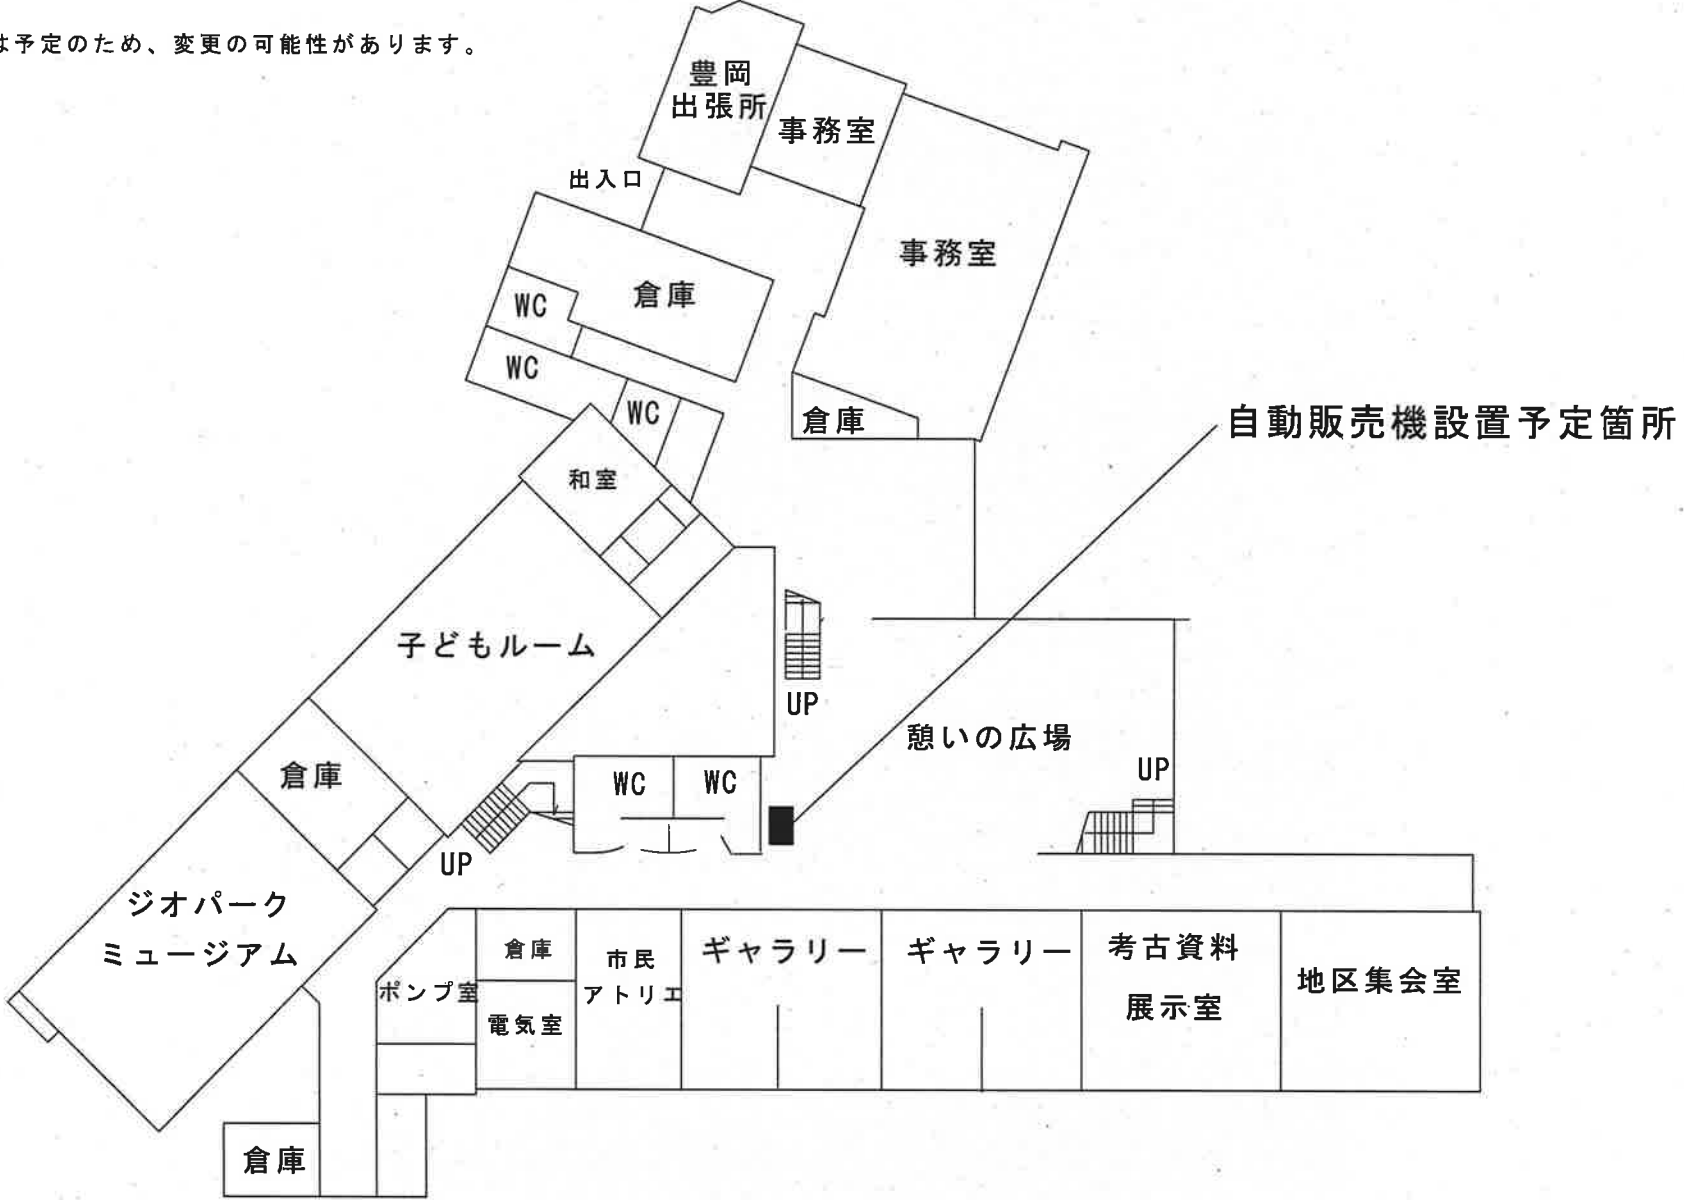 は予定のため、変更の可能性があります。
豊岡
出張所
事務室
出入口
事務室
倉庫
WC
WC
WC
倉庫
自動販売機設置予定箇所
和室
子どもルーム
UP
憩いの広場
UP
倉庫
WC
WC
UP
ジオパーク
ミュージアム
ポンプ室
倉庫
電気室
市民
アトリエ
ギャラリー
ギャラリー
考古資料
展示室
地区集会室
倉庫